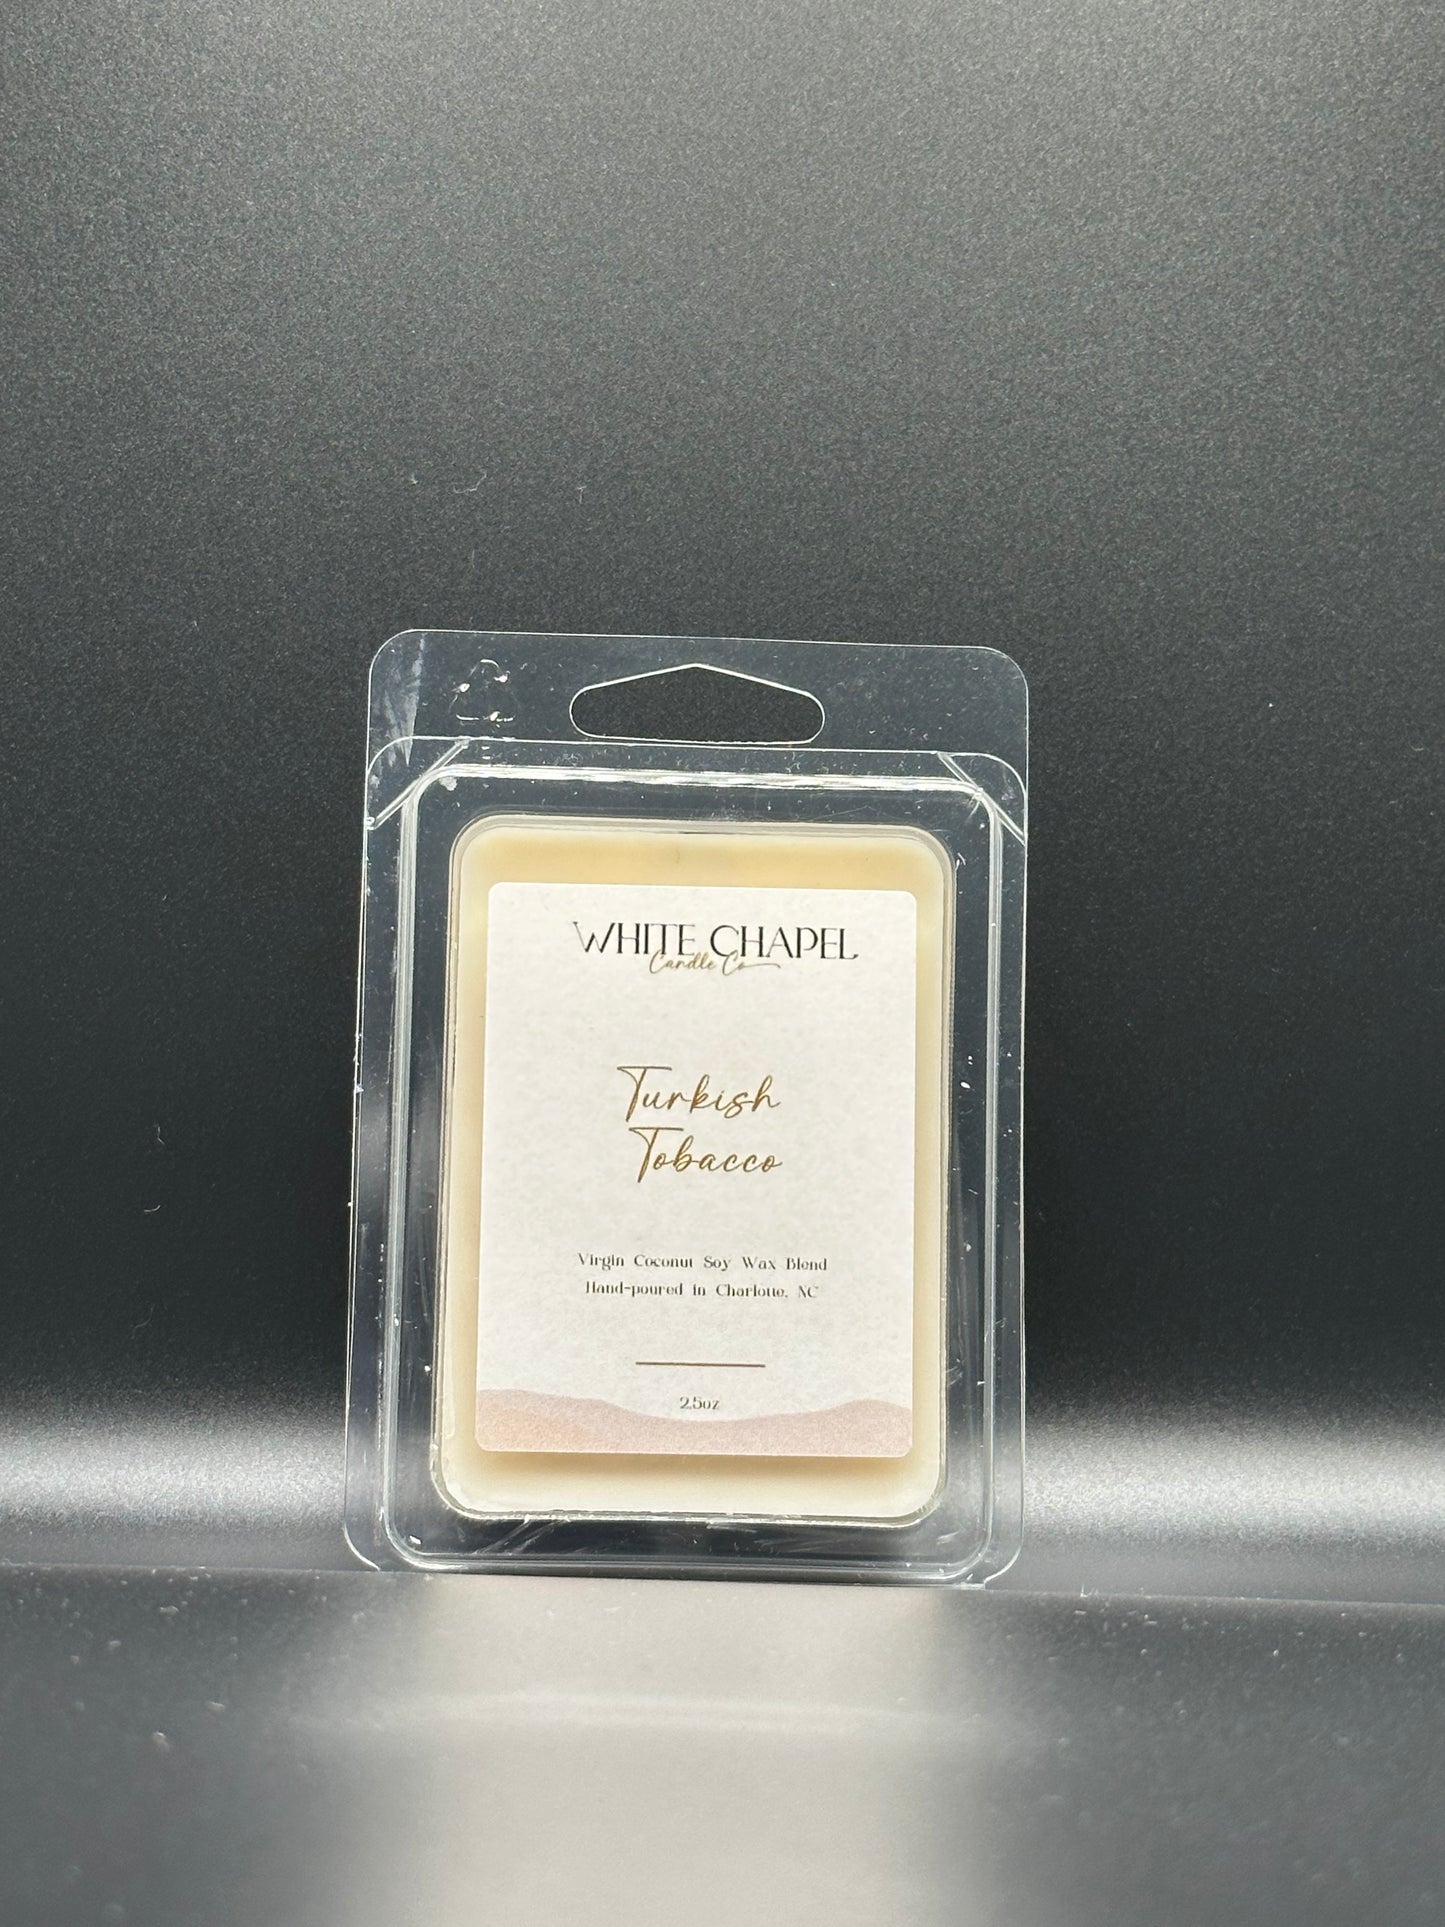 WHITE CHAPEL
Candle Co
Turkish
Tobacco
Virgin Coconut Soy Wax Blend
Hand-poured in Charlotte, NC
2.5oz